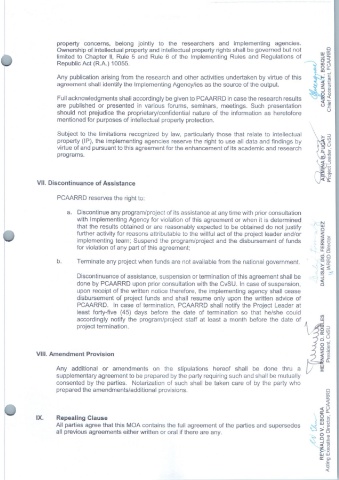 property concerns, belong jointly to the researchers and implementing agencies.
Ownership of intellectual property and intellectual property rights shall be governed but not
limited to Chapter II, Rule 5 and Rule 6 of the Implementing Rules and Regulations of
Republic Act (R.A.) 10055.
Any publication arising from the research and other activities undertaken by virtue of this
agreement shall identify the Implementing Agency/ies as the source of the output.
Full acknowledgments shall accordingly be given to PCAARRD in case the research results
are published or presented in various forums, seminars, meetings. Such presentation
should not prejudice the proprietary/confidential nature of the information as heretofore
mentioned for purposes of intellectual property protection.
Subject to the limitations recognized by law, particularly those that relate to intellectual
property (IP), the implementing agencies reserve the right to use all data and findings by
virtue of and pursuant to this agreement for the enhancement of its academic and research
programs.
VII. Discontinuance of Assistance
PCAARRD reserves the right to:
a. Discontinue any program/project of its assistance at any time with prior consultation
with Implementing Agency for violation of this agreement or when it is determined
that the results obtained or are reasonably expected to be obtained do not justify
further activity for reasons attributable to the willful act of the project leader and/or
implementing team; Suspend the program/project and the disbursement of funds
for violation of any part of this agreement;
b. Terminate any project when funds are not available from the national government.
Discontinuance of assistance, suspension or termination of this agreement shall be
done by PCAARRD upon prior consultation with the CvSU. In case of suspension,
upon receipt of the written notice therefore, the implementing agency shall cease
disbursement of project funds and shall resume only upon the written advice of
PCAARRD. In case of termination, PCAARRD shall notify the Project Leader at
least forty-five (45) days before the date of termination so that he/she could
accordingly notify the program/project staff at least a month before the date of
project termination.
VIII. Amendment Provision
Any additional or amendments on the stipulations hereof shall be done thru a
supplementary agreement to be prepared by the party requiring such and shall be mutually
consented by the parties. Notarization of such shall be taken care of by the party who
prepared the amendments/additional provisions.
IX. Repealing Clause
All parties agree that this MOA contains the full agreement of the parties and supersedes
all previous agreements either written or oral if there are any.
REYNALDO V. EBORA
Acting Executive Director, PCAARRD
HERNANDO D. ROBLES
President, CvSU
DALISAY DG. FERNANDEZ
Director
Project Leader, CvSU
CAROLINA T. BORQUE
Chief Accountant, PCAARRD